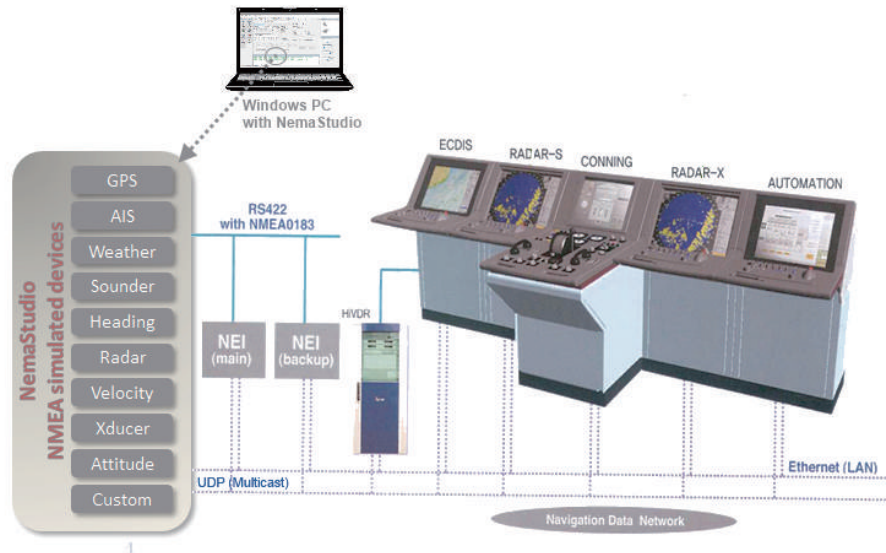 Windows PC
with NemaStudio
NemaStudio
NMEA simulated devices
GPS
AIS
Weather
Sounder
Heading
Radar
Velocity
Xducer
Attitude
Custom
RS422
with NMEA0183
NEI
(main)
NEI
(backup)
HiVDR
ECDIS
RADAR-S
CONNING
RADAR-X
AUTOMATION
Ethernet (LAN)
UDP (Multicast)
Navigation Data Network